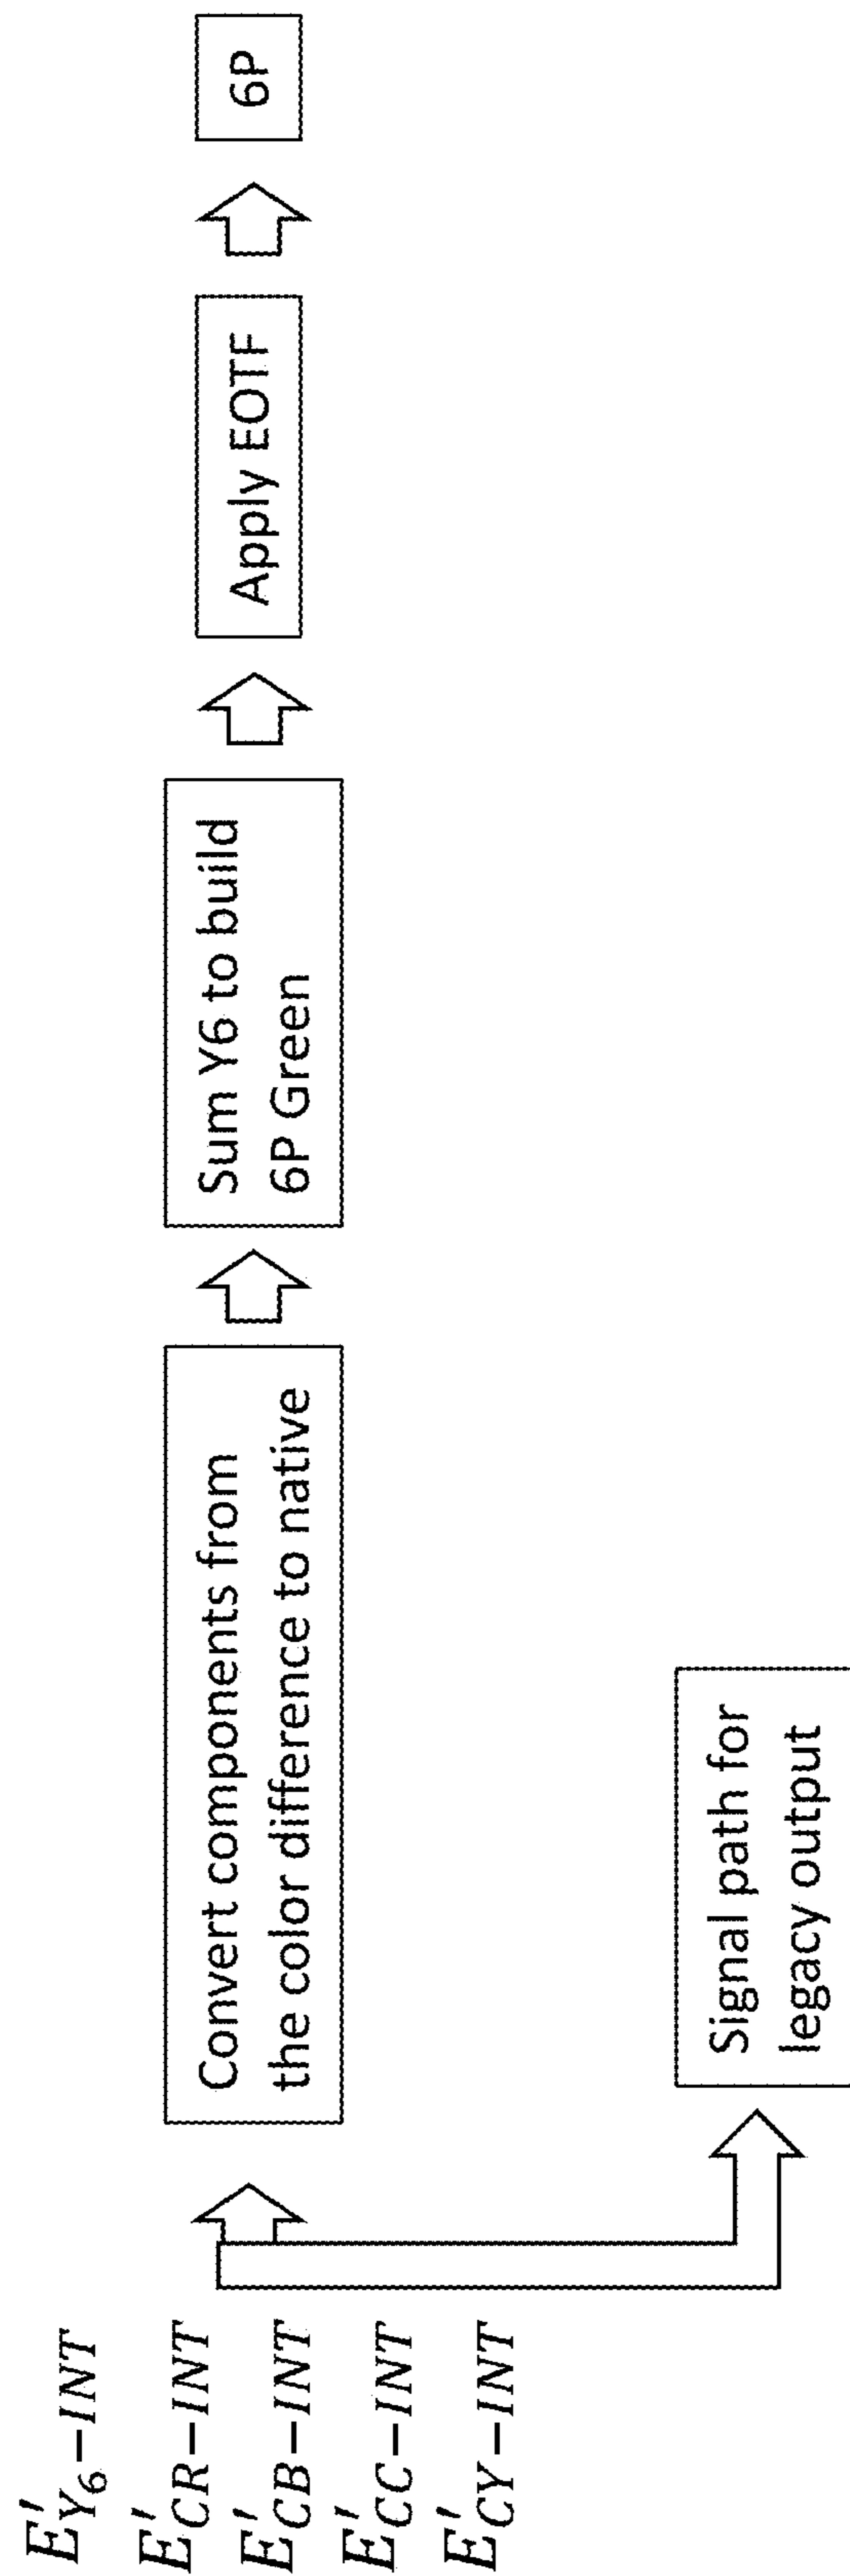 E'Y6-INT
E'CR-INT
E'CB-INT
E'CC-INT
E'CY-INT
Convert components from
the color difference to native
Sum Y6 to build
6P Green
Apply EOTF
6P
Signal path for
legacy output